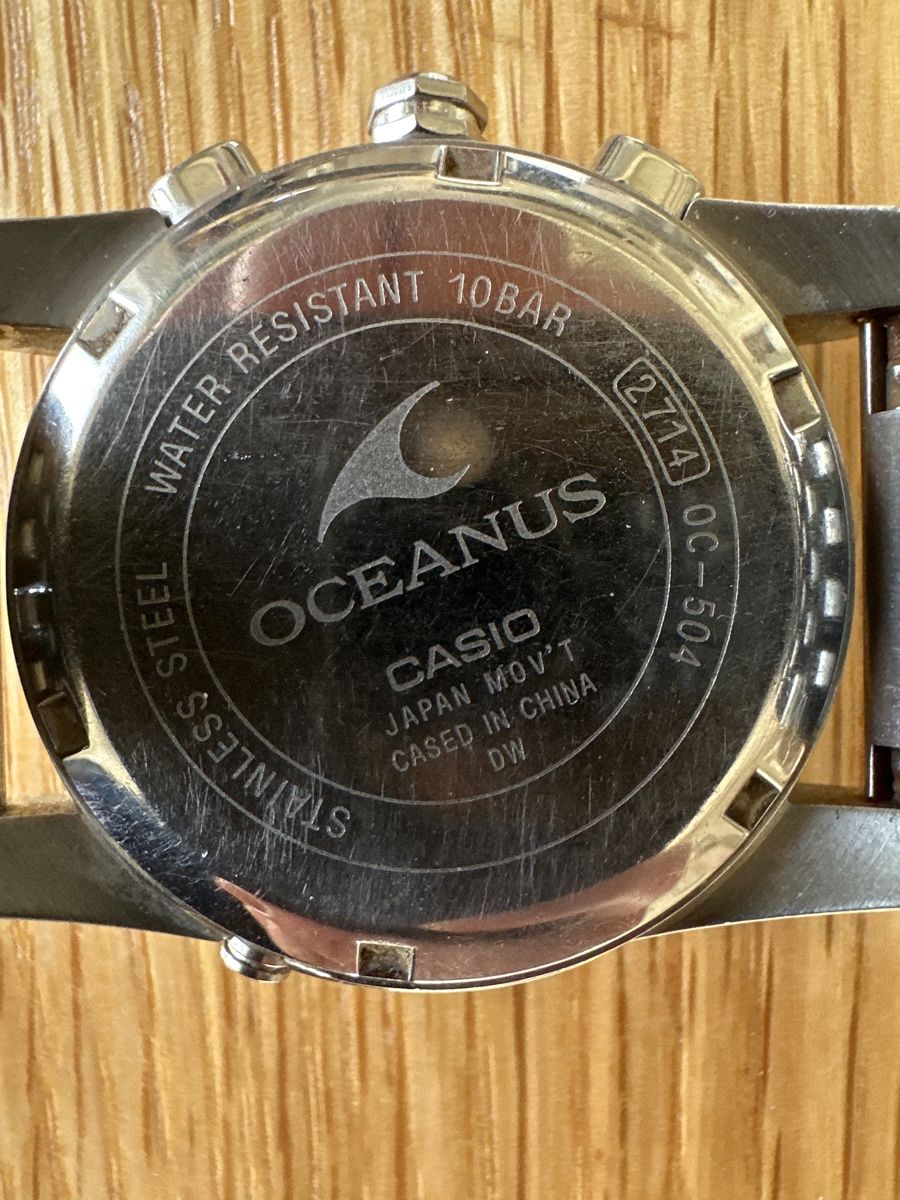 STAINLESS STEEL WATER RESISTANT 10BAR 2714 OC-504
OCEANUS
CASIO
JAPAN MOV'T
CASED IN CHINA
DW